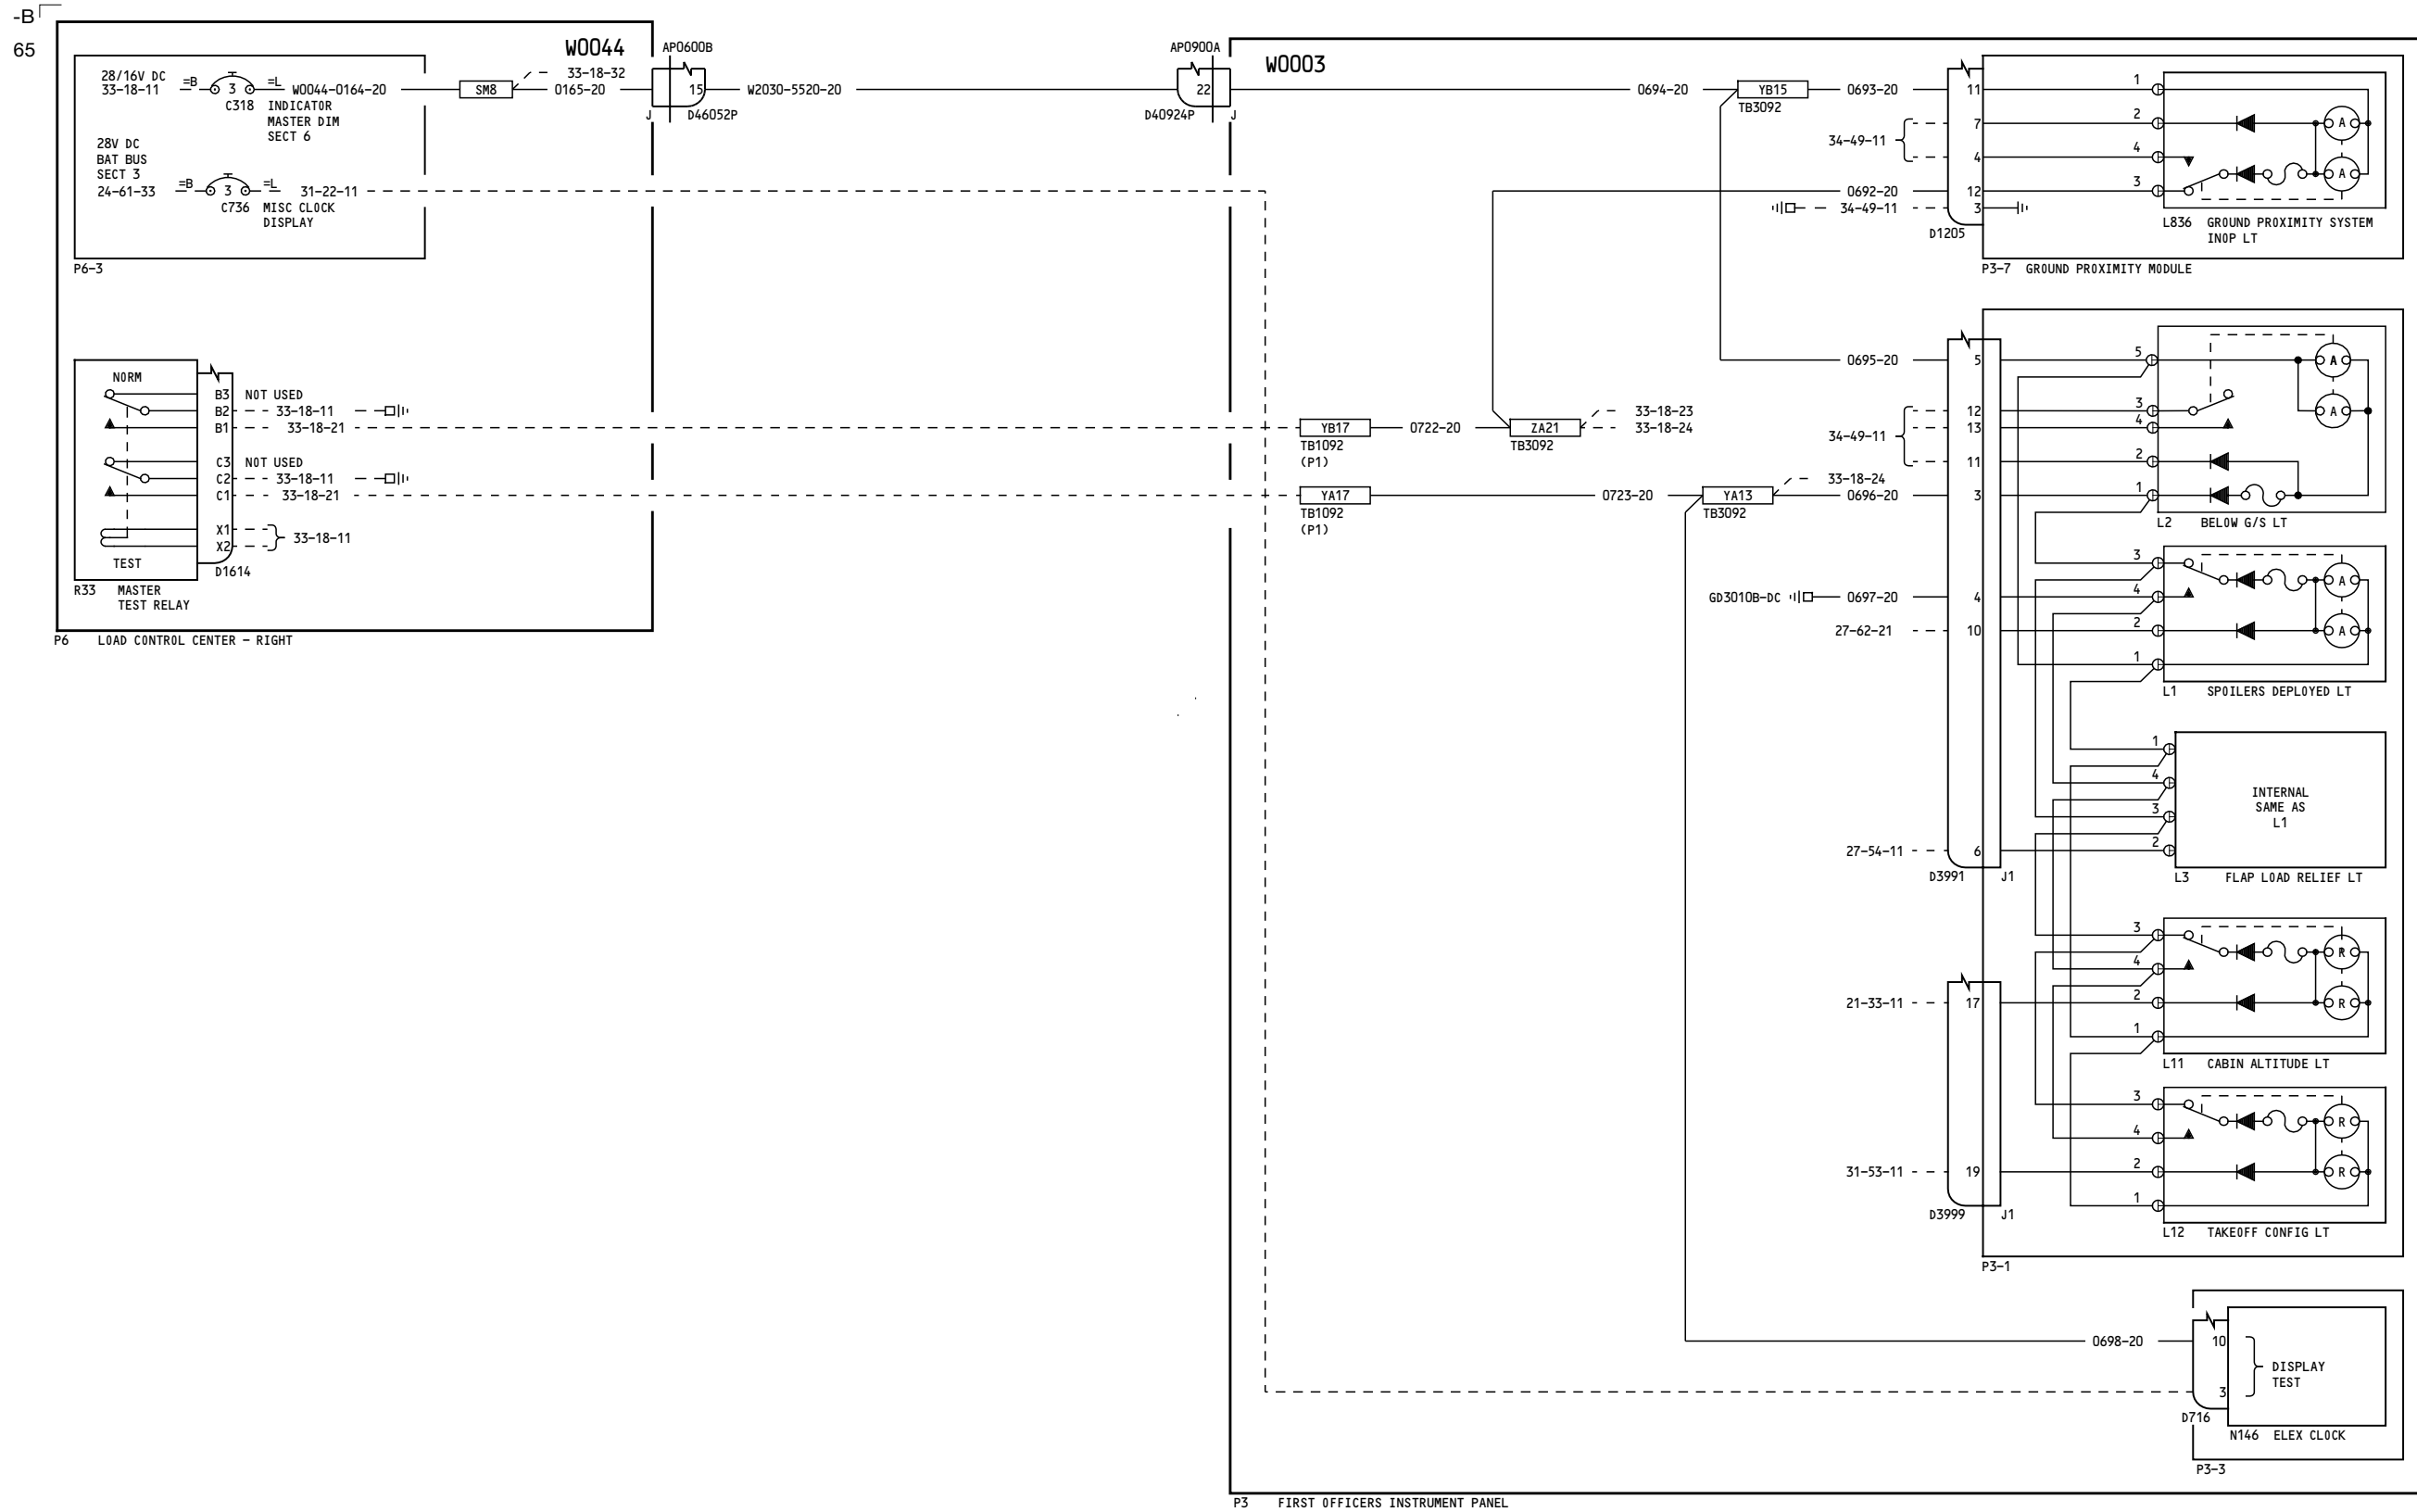 -B
65
W0044
AP0600B
AP0900A
W0003
28/16V DC
33-18-11
=B
3
=L
W0044-0164-20
C318
INDICATOR
MASTER DIM
SECT 6
SM8
33-18-32
0165-20
15
J
D46052P
W2030-5520-20
22
D40924P
J
0694-20
YB15
TB3092
0693-20
28V DC
BAT BUS
SECT 3
24-61-33
=B
3
=L
31-22-11
C736
MISC CLOCK
DISPLAY
P6-3
34-49-11
0692-20
34-49-11
11
7
4
12
3
D1205
1
2
4
3
A
A
L836
GROUND PROXIMITY SYSTEM
INOP LT
P3-7
GROUND PROXIMITY MODULE
NORM
B3
NOT USED
B2
33-18-11
B1
33-18-21
C3
NOT USED
C2
33-18-11
C1
33-18-21
X1
X2
33-18-11
TEST
D1614
R33
MASTER
TEST RELAY
P6
LOAD CONTROL CENTER - RIGHT
YB17
TB1092
(P1)
0722-20
ZA21
TB3092
33-18-23
33-18-24
YA17
TB1092
(P1)
0723-20
YA13
TB3092
33-18-24
0696-20
0695-20
34-49-11
GD3010B-DC
0697-20
27-62-21
27-54-11
5
12
13
11
3
4
10
6
D3991
J1
5
3
4
2
1
A
A
L2
BELOW G/S LT
3
4
2
1
A
A
L1
SPOILERS DEPLOYED LT
1
4
3
2
INTERNAL
SAME AS
L1
L3
FLAP LOAD RELIEF LT
21-33-11
17
31-53-11
19
D3999
J1
3
4
2
1
R
R
L11
CABIN ALTITUDE LT
3
4
2
1
R
R
L12
TAKEOFF CONFIG LT
P3-1
0698-20
10
3
DISPLAY
TEST
D716
N146
ELEX CLOCK
P3-3
P3
FIRST OFFICERS INSTRUMENT PANEL